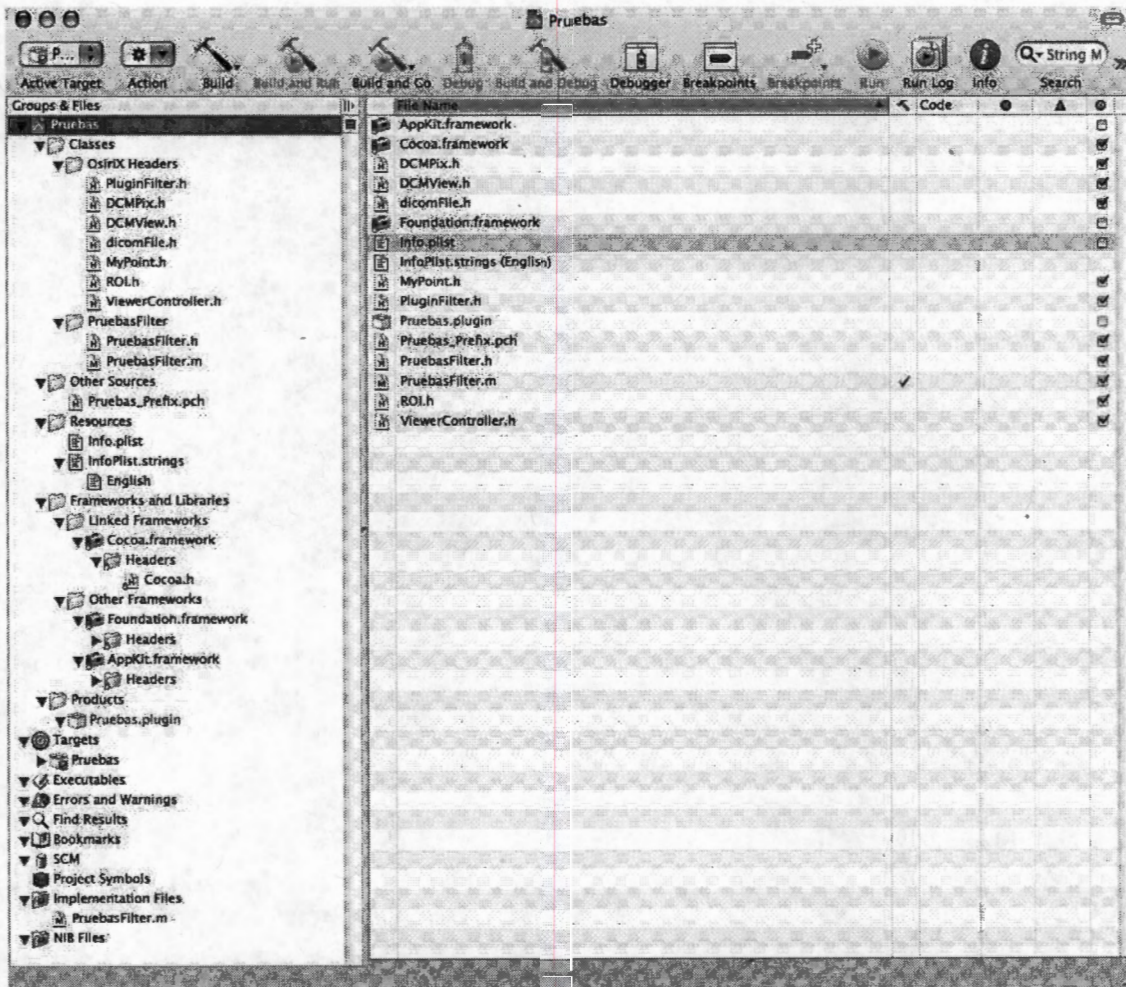 Pruebas
P...
String M
Active Target Action Build Build and Run Build and Go Debug Build and Debug Debugger Breakpoints Breakpoints Run Run Log Info Search
Groups & Files
Pruebas
Classes
OsiriX Headers
PluginFilter.h
DCMPix.h
DCMView.h
dicomFile.h
MyPoint.h
ROI.h
ViewerController.h
PruebasFilter
PruebasFilter.h
PruebasFilter.m
Other Sources
Pruebas_Prefix.pch
Resources
Info.plist
InfoPlist.strings
English
Frameworks and Libraries
Linked Frameworks
Cocoa.framework
Headers
Cocoa.h
Other Frameworks
Foundation.framework
Headers
AppKit.framework
Headers
Products
Pruebas.plugin
Targets
Pruebas
Executables
Errors and Warnings
Find Results
Bookmarks
SCM
Project Symbols
Implementation Files
PruebasFilter.m
NIB Files
File Name Code
AppKit.framework
Cocoa.framework
DCMPix.h
DCMView.h
dicomFile.h
Foundation.framework
Info.plist
InfoPlist.strings (English)
MyPoint.h
PluginFilter.h
Pruebas.plugin
Pruebas_Prefix.pch
PruebasFilter.h
PruebasFilter.m
ROI.h
ViewerController.h